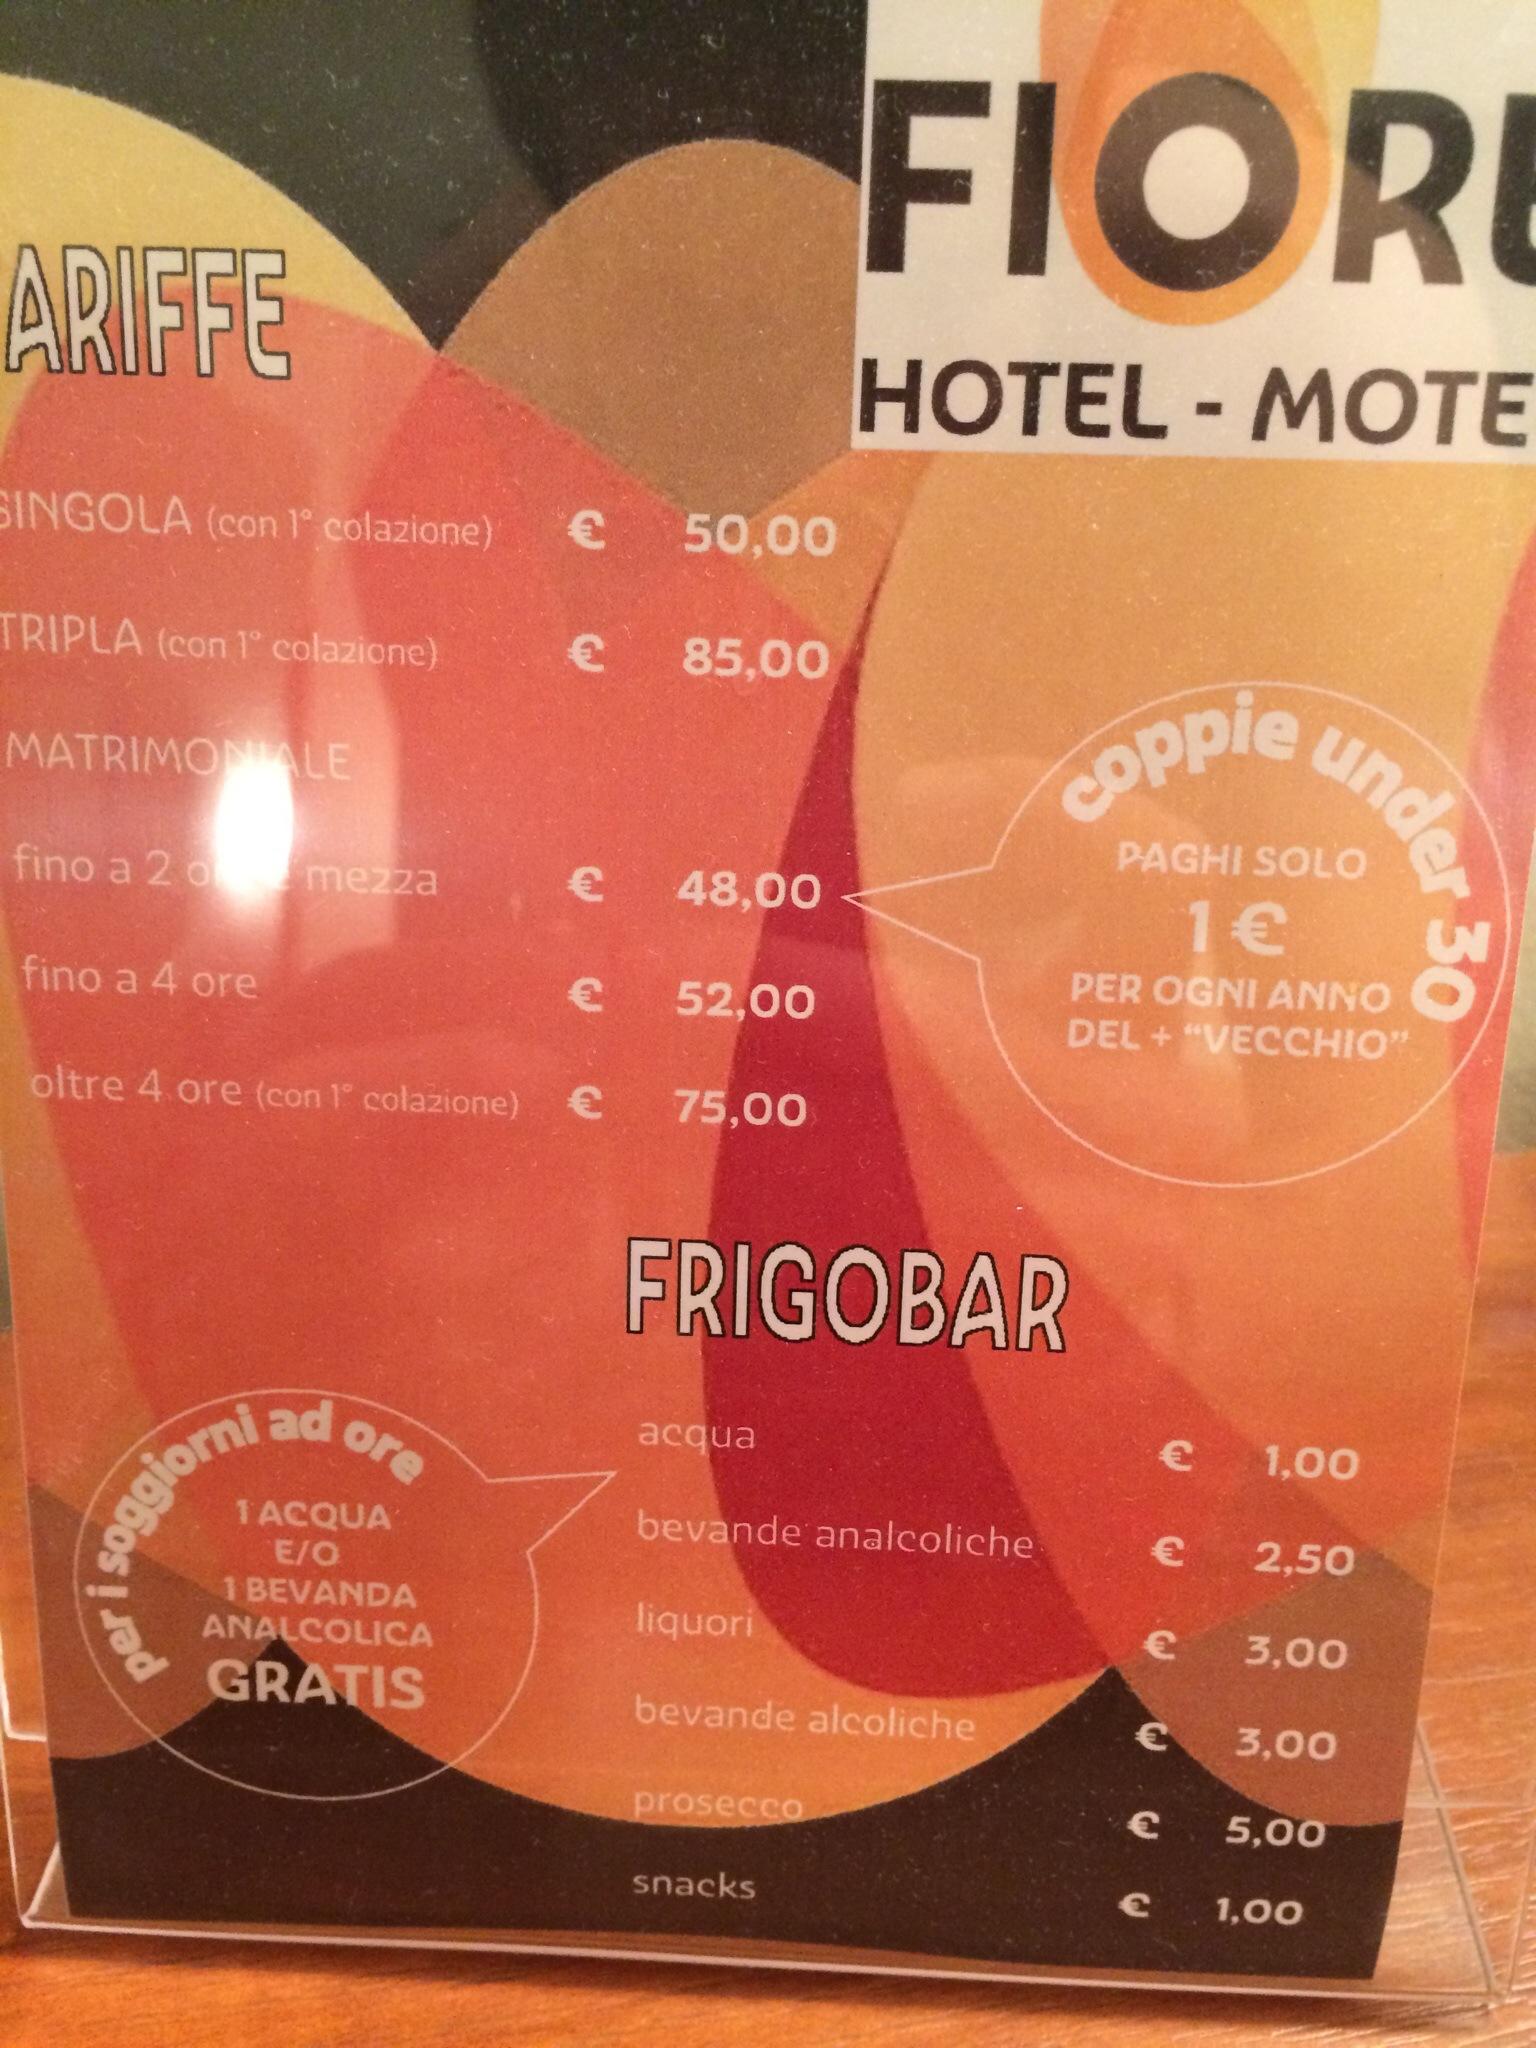 FIORE
HOTEL - MOTE
ARIFFE
SINGOLA (con 1° colazione) € 50,00
TRIPLA (con 1° colazione) € 85,00
MATRIMONIALE
fino a 2 ore e mezza € 48,00
fino a 4 ore € 52,00
oltre 4 ore (con 1° colazione) € 75,00
coppie under 30
PAGHI SOLO
1 €
PER OGNI ANNO
DEL + “VECCHIO”
FRIGOBAR
acqua € 1,00
bevande analcoliche € 2,50
liquori € 3,00
bevande alcoliche € 3,00
prosecco € 5,00
snacks € 1,00
per i soggiorni ad ore
1 ACQUA
E/O
1 BEVANDA
ANALCOLICA
GRATIS